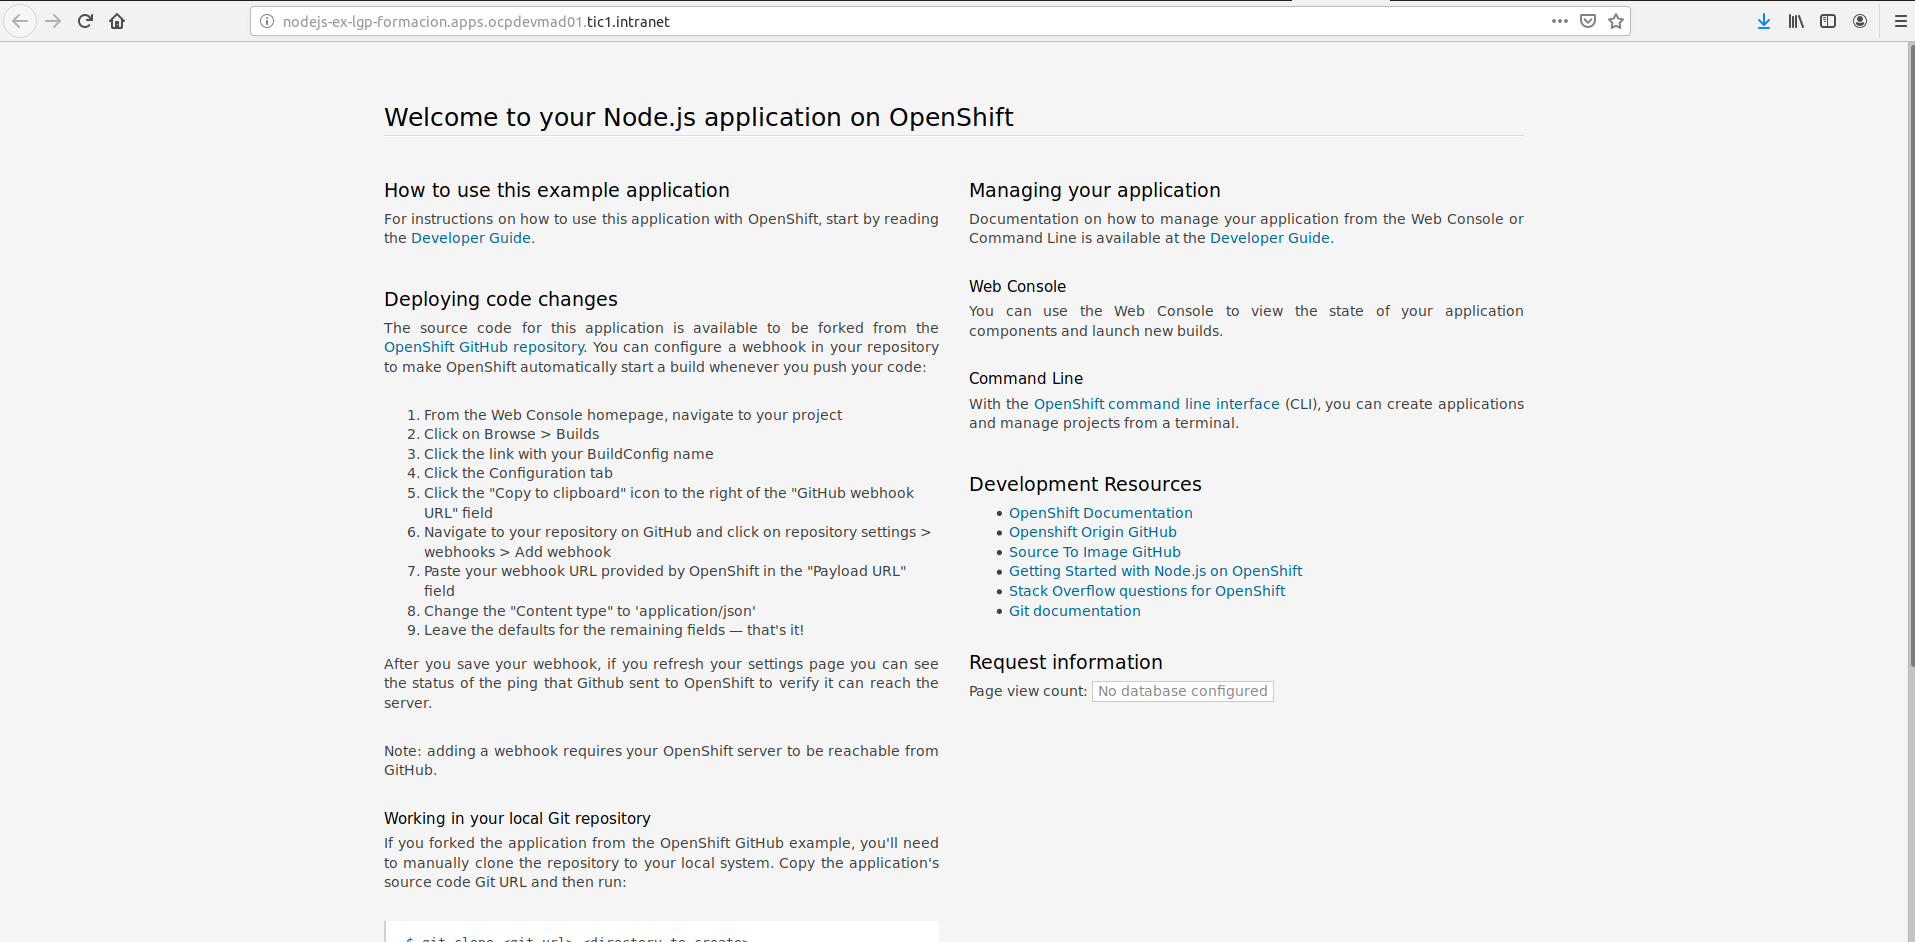 nodejs-ex-lgp-formacion.apps.ocpdevmad01.tic1.intranet
Welcome to your Node.js application on OpenShift
How to use this example application
For instructions on how to use this application with OpenShift, start by reading
the Developer Guide.
Deploying code changes
The source code for this application is available to be forked from the
OpenShift GitHub repository. You can configure a webhook in your repository
to make OpenShift automatically start a build whenever you push your code:
1. From the Web Console homepage, navigate to your project
2. Click on Browse > Builds
3. Click the link with your BuildConfig name
4. Click the Configuration tab
5. Click the "Copy to clipboard" icon to the right of the "GitHub webhook
URL" field
6. Navigate to your repository on GitHub and click on repository settings >
webhooks > Add webhook
7. Paste your webhook URL provided by OpenShift in the "Payload URL"
field
8. Change the "Content type" to 'application/json'
9. Leave the defaults for the remaining fields — that's it!
After you save your webhook, if you refresh your settings page you can see
the status of the ping that Github sent to OpenShift to verify it can reach the
server.
Note: adding a webhook requires your OpenShift server to be reachable from
GitHub.
Working in your local Git repository
If you forked the application from the OpenShift GitHub example, you'll need
to manually clone the repository to your local system. Copy the application's
source code Git URL and then run:
$ git clone <git_url> <directory_to_create>
Managing your application
Documentation on how to manage your application from the Web Console or
Command Line is available at the Developer Guide.
Web Console
You can use the Web Console to view the state of your application
components and launch new builds.
Command Line
With the OpenShift command line interface (CLI), you can create applications
and manage projects from a terminal.
Development Resources
• OpenShift Documentation
• Openshift Origin GitHub
• Source To Image GitHub
• Getting Started with Node.js on OpenShift
• Stack Overflow questions for OpenShift
• Git documentation
Request information
Page view count: No database configured